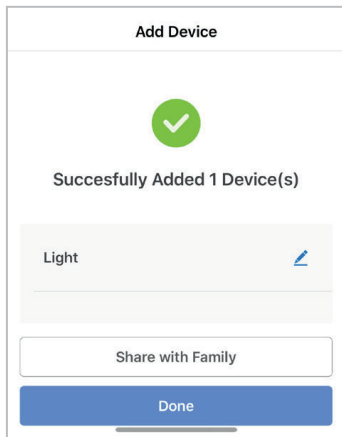 Add Device
Succesfully Added 1 Device(s)
Light
Share with Family
Done